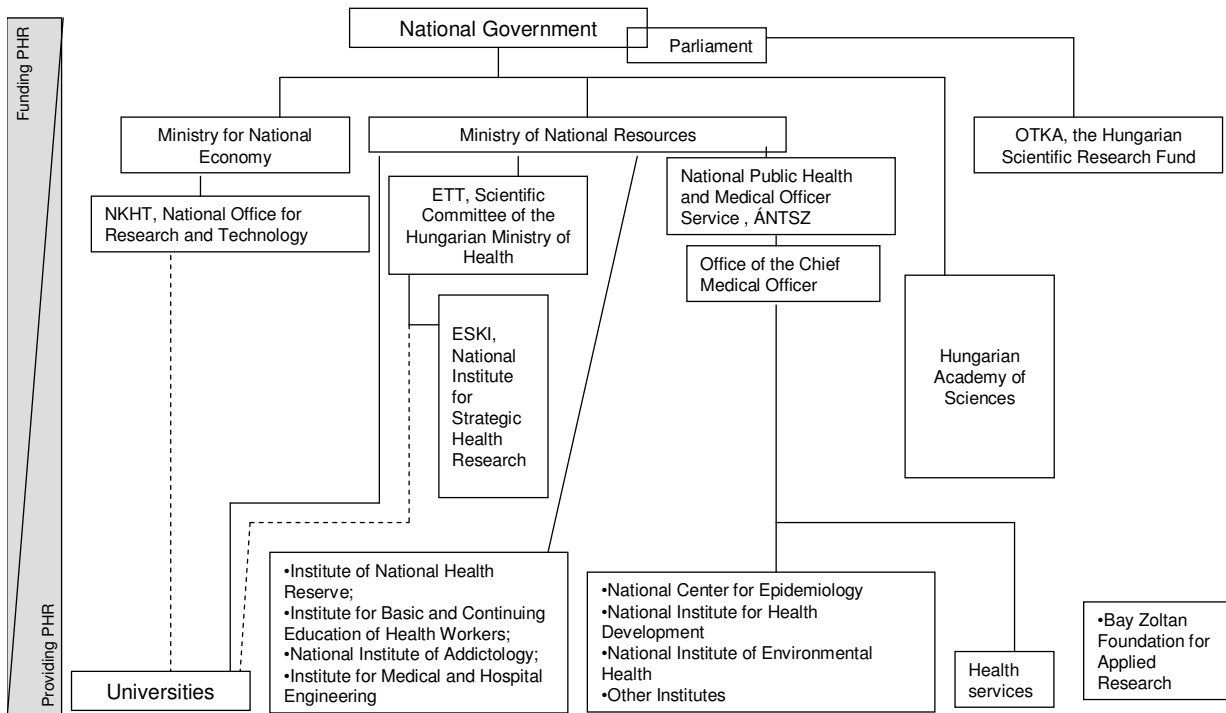 Funding PHR
Providing PHR
National Government
Parliament
Ministry for National
Economy
Ministry of National Resources
OTKA, the Hungarian
Scientific Research Fund
NKHT, National Office for
Research and Technology
ETT, Scientific
Committee of the
Hungarian Ministry of
Health
National Public Health
and Medical Officer
Service , ÁNTSZ
Office of the Chief
Medical Officer
ESKI,
National
Institute
for
Strategic
Health
Research
Hungarian
Academy of
Sciences
Universities
•Institute of National Health
Reserve;
•Institute for Basic and Continuing
Education of Health Workers;
•National Institute of Addictology;
•Institute for Medical and Hospital
Engineering
•National Center for Epidemiology
•National Institute for Health
Development
•National Institute of Environmental
Health
•Other Institutes
Health
services
•Bay Zoltan
Foundation for
Applied
Research